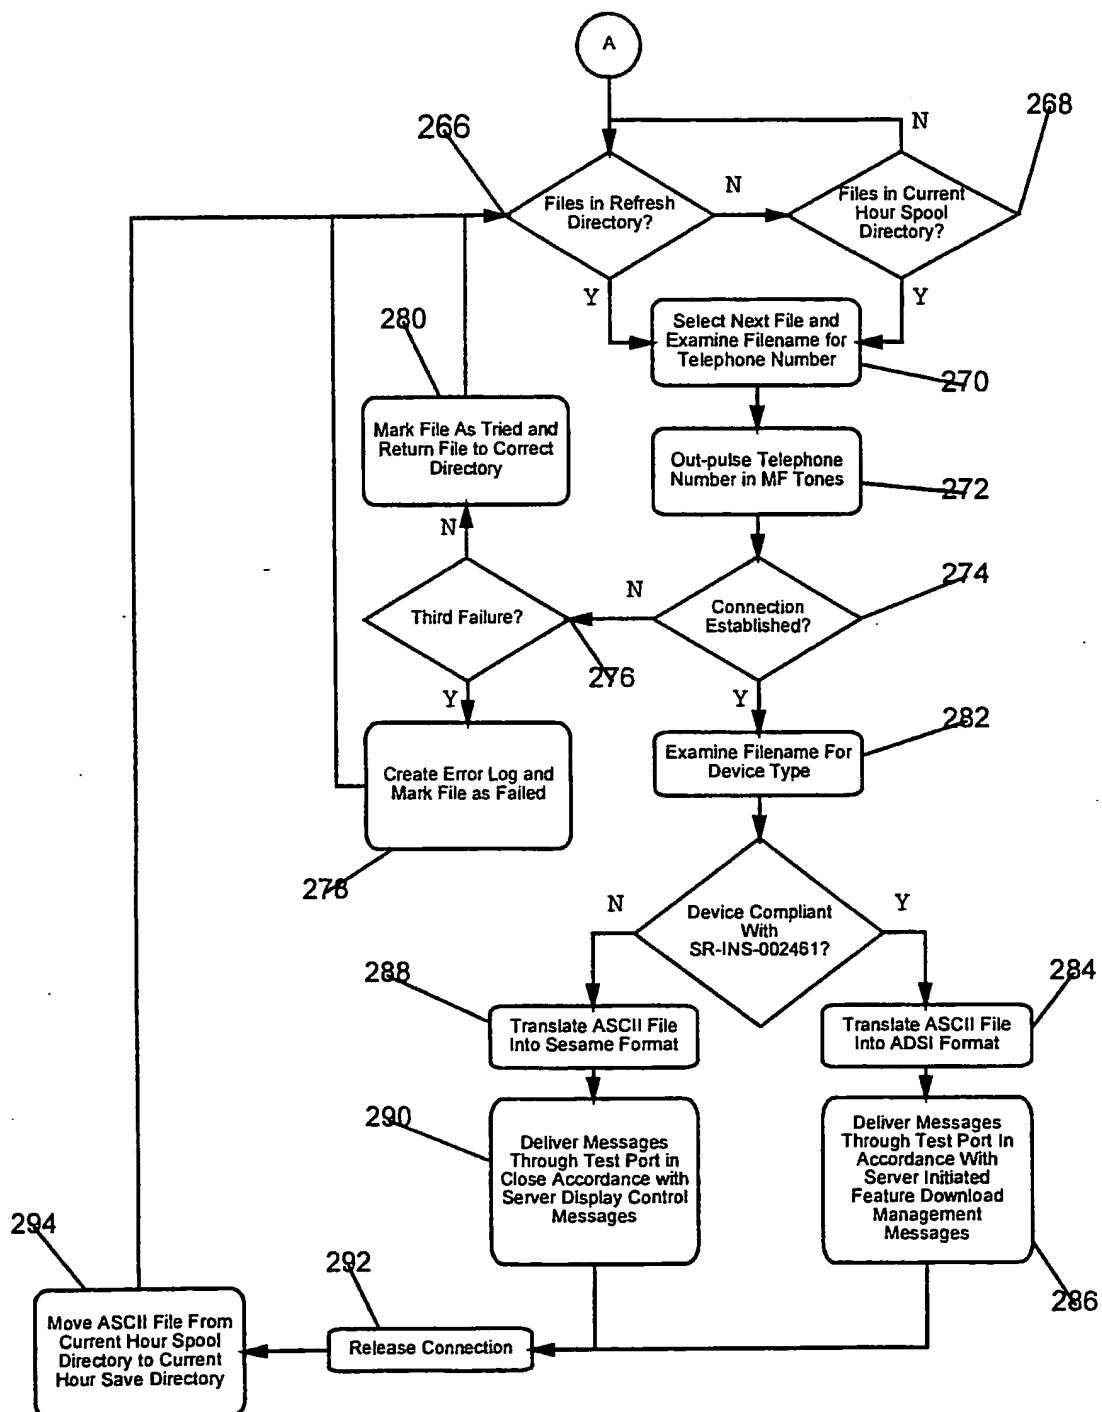 A
N
268
266
Files in Refresh
Directory?
N
Files in Current
Hour Spool
Directory?
Y
Y
280
Select Next File and
Examine Filename for
Telephone Number
270
Mark File As Tried and
Return File to Correct
Directory
Out-pulse Telephone
Number in MF Tones
272
N
274
Third Failure?
N
Connection
Established?
276
Y
Y
282
Create Error Log and
Mark File as Failed
Examine Filename For
Device Type
278
N
Device Compliant
With
SR-INS-002461?
Y
288
284
Translate ASCII File
Into Sesame Format
Translate ASCII File
Into ADSI Format
290
Deliver Messages
Through Test Port in
Close Accordance with
Server Display Control
Messages
Deliver Messages
Through Test Port In
Accordance With
Server Initiated
Feature Download
Management
Messages
294
292
286
Move ASCII File From
Current Hour Spool
Directory to Current
Hour Save Directory
Release Connection